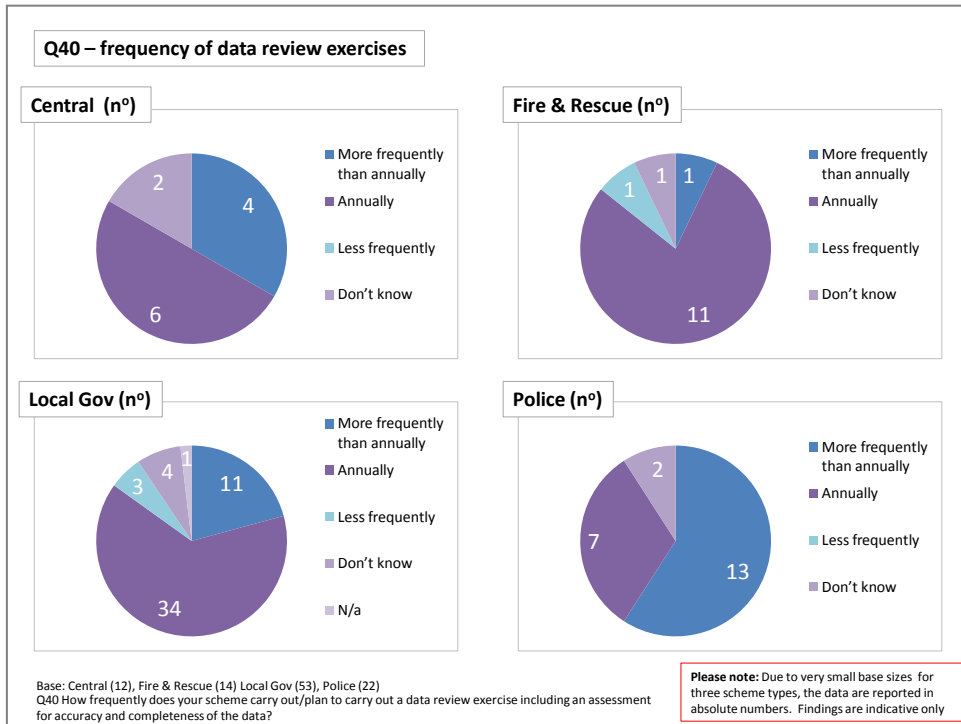 Q40 – frequency of data review exercises
Central (nº)
2
4
6
More frequently
than annually
Annually
Less frequently
Don't know
Fire & Rescue (nº)
1
1
1
11
More frequently
than annually
Annually
Less frequently
Don't know
Local Gov (nº)
1
4
3
11
34
More frequently
than annually
Annually
Less frequently
Don't know
N/a
Police (nº)
2
7
13
More frequently
than annually
Annually
Less frequently
Don't know
Base: Central (12), Fire & Rescue (14) Local Gov (53), Police (22)
Q40 How frequently does your scheme carry out/plan to carry out a data review exercise including an assessment
for accuracy and completeness of the data?
Please note: Due to very small base sizes for
three scheme types, the data are reported in
absolute numbers. Findings are indicative only